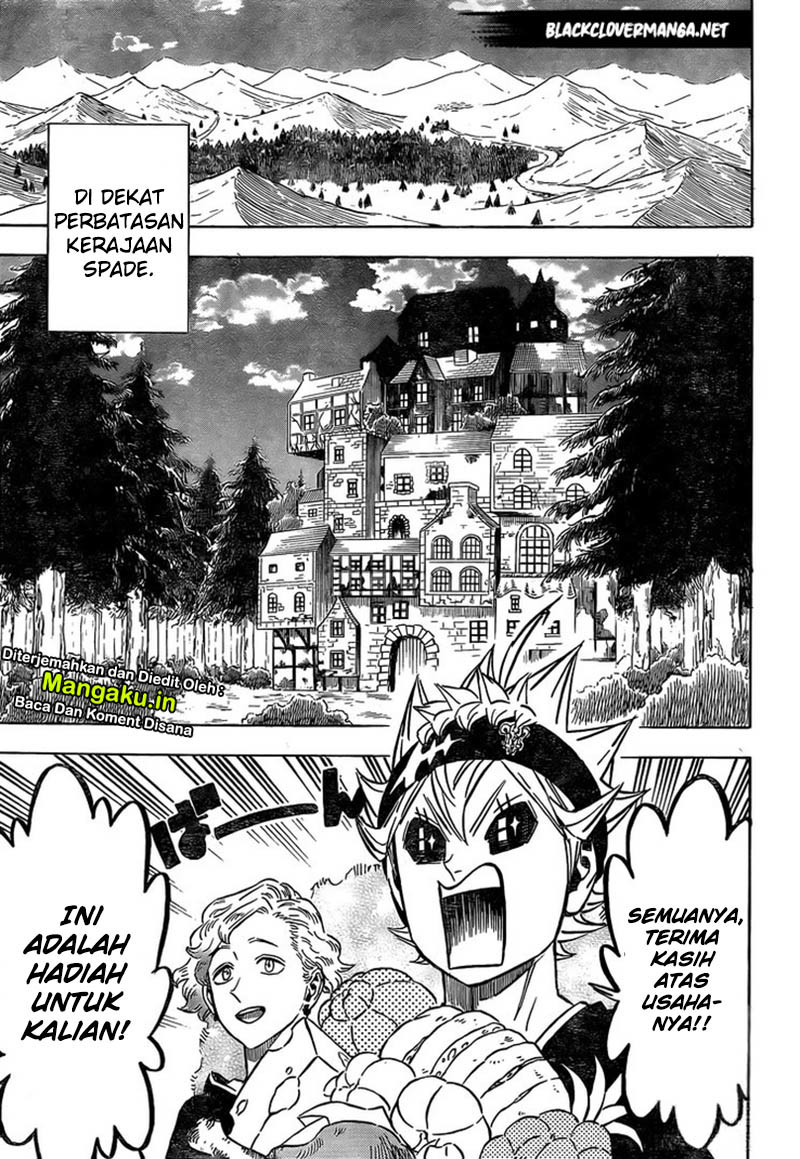 BLACKCLOVERMANGA.NET
DI DEKAT
PERBATASAN
KERAJAAN
SPADE.
Diterjemahkan dan Diedit Oleh :
Mangaku.in
Baca Dan Koment Disana
ばーん
SEMUANYA,
TERIMA
KASIH
ATAS
USAHA-
NYA!!
INI
ADALAH
HADIAH
UNTUK
KALIAN!